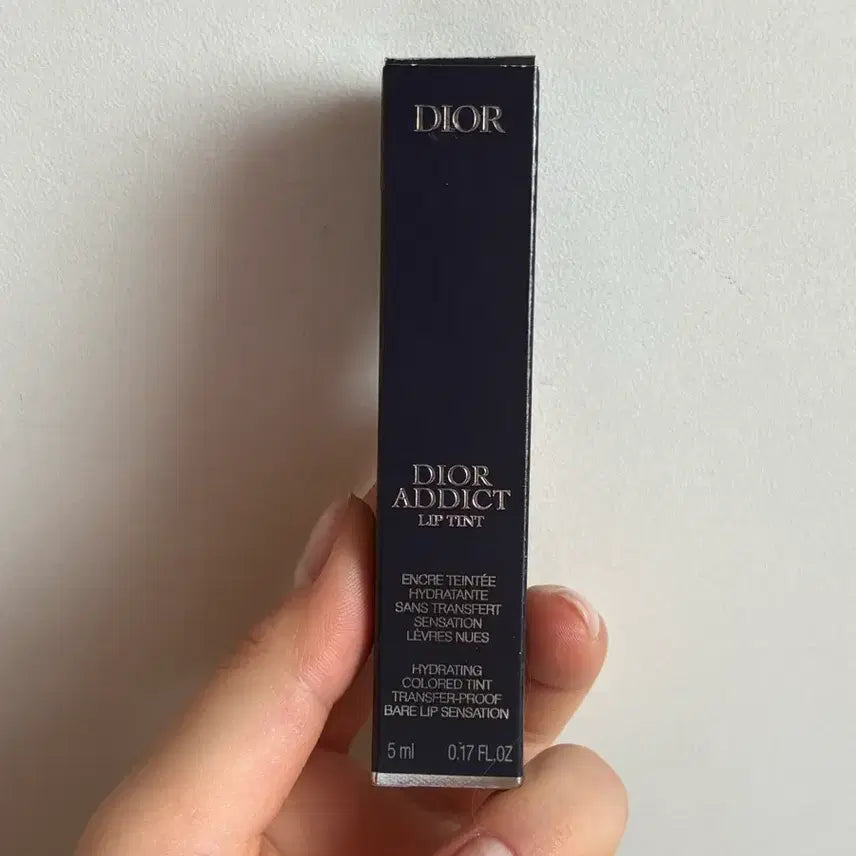 DIOR
DIOR
ADDICT
LIP TINT
ENCRE TEINTÉE
HYDRATANTE
SANS TRANSFERT
SENSATION
LÈVRES NUES
HYDRATING
COLORED TINT
TRANSFER-PROOF
BARE LIP SENSATION
5 ml 0.17 FL.OZ